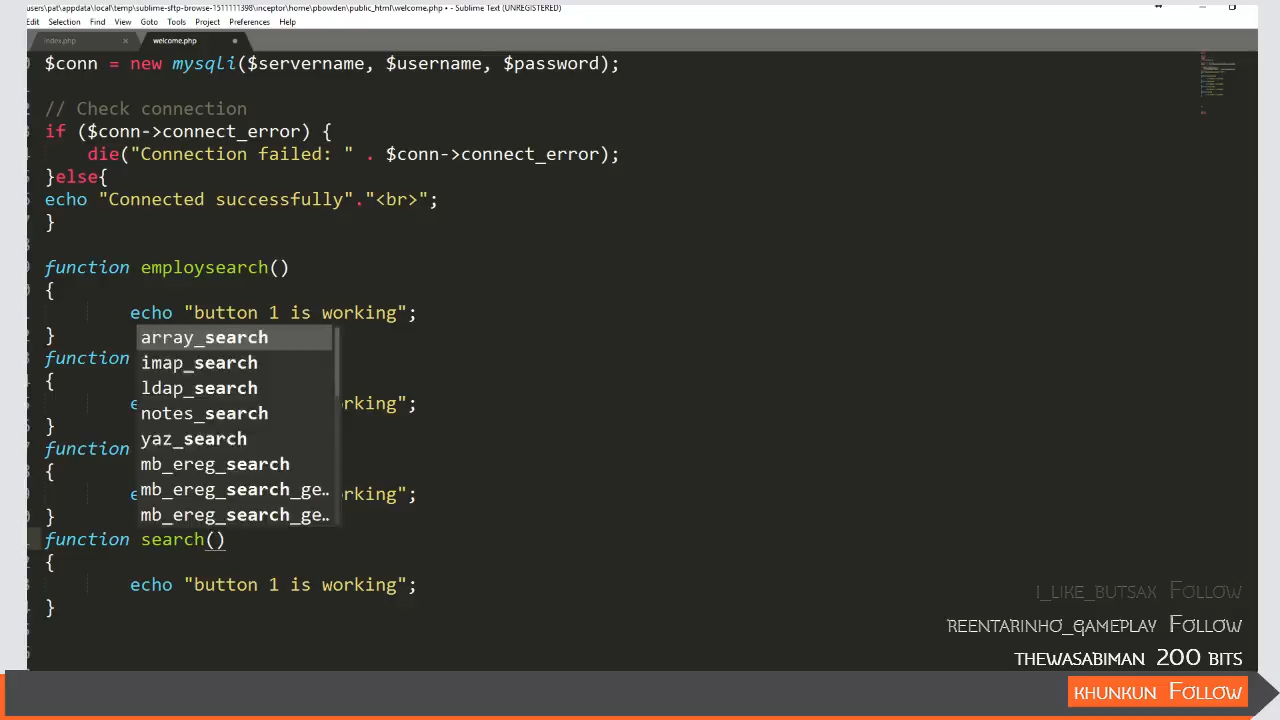 users\pat\appdata\local\temp\sublime-sftp-browse-1511111398\inceptor\home\pbowden\public_html\welcome.php • - Sublime Text (UNREGISTERED)
Edit Selection Find View Goto Tools Project Preferences Help
index.php × welcome.php •
$conn = new mysqli($servername, $username, $password);
// Check connection
if ($conn->connect_error) {
die("Connection failed: " . $conn->connect_error);
}else{
echo "Connected successfully"."<br>";
}
function employsearch()
{
echo "button 1 is working";
}
array_search
function
imap_search
{
ldap_search
rking";
notes_search
}
yaz_search
function
mb_ereg_search
{
mb_ereg_search_ge..
rking";
mb_ereg_search_ge..
}
function search()
{
echo "button 1 is working";
}
I_LIKE_BUTSAX FOLLOW
REENTARINHO_GAMEPLAY FOLLOW
THEWASABIMAN 200 BITS
KHUNKUN FOLLOW